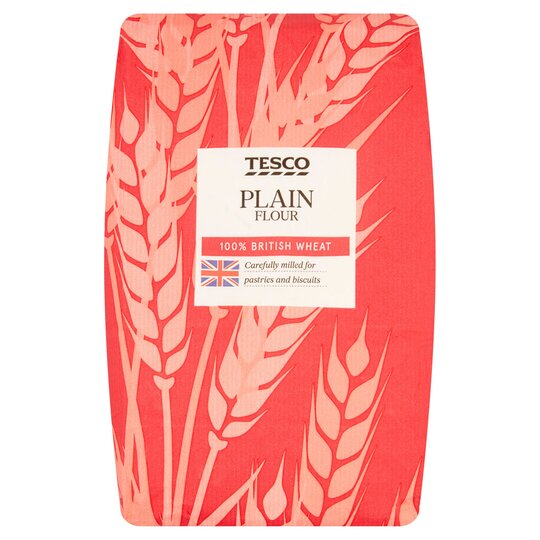 TESCO
PLAIN
FLOUR
100% BRITISH WHEAT
Carefully milled for
pastries and biscuits